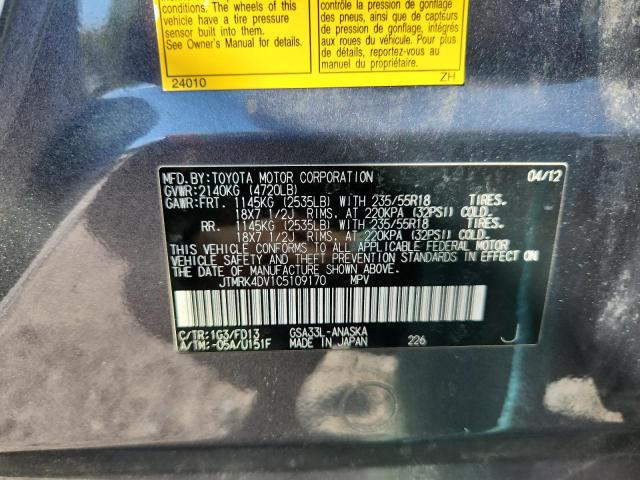 conditions. The wheels of this
vehicle have a tire pressure
sensor built into them.
See Owner's Manual for details.
24010
contrôle la pression de gonflage
des pneus, ainsi que de capteurs
de pression de gonflage, intégrés
aux roues du véhicule. Pour plus
de détails, se reporter au manuel
du propriétaire.
ZH
MFD.BY:TOYOTA MOTOR CORPORATION 04/12
GVWR:2140KG (4720LB)
GAWR:FRT. 1145KG (2535LB) WITH 235/55R18 TIRES.
18X7 1/2J RIMS. AT 220KPA (32PSI) COLD.
RR. 1145KG (2535LB) WITH 235/55R18 TIRES.
18X7 1/2J RIMS. AT 220KPA (32PSI) COLD.
THIS VEHICLE CONFORMS TO ALL APPLICABLE FEDERAL MOTOR
VEHICLE SAFETY AND THEFT PREVENTION STANDARDS IN EFFECT
ON THE DATE OF MANUFACTURE SHOWN ABOVE.
JTMRK4DV1C5109170 MPV
C/TR:1G3/FD13 GSA33L-ANASKA
A/TM:-05A/U151F MADE IN JAPAN 226 J